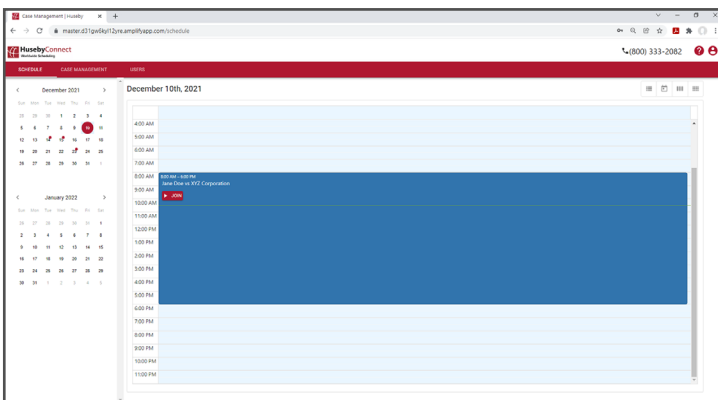 Case Management | Huseby
master.d31gw6kyl12yre.amplifyapp.com/schedule
HusebyConnect
Worldwide Scheduling
(800) 333-2082
SCHEDULE CASE MANAGEMENT USERS
December 2021
Sun Mon Tue Wed Thu Fri Sat
28 29 30 1 2 3 4
5 6 7 8 9 10 11
12 13 14 15 16 17 18
19 20 21 22 23 24 25
26 27 28 29 30 31 1
January 2022
Sun Mon Tue Wed Thu Fri Sat
26 27 28 29 30 31 1
2 3 4 5 6 7 8
9 10 11 12 13 14 15
16 17 18 19 20 21 22
23 24 25 26 27 28 29
30 31 1 2 3 4 5
December 10th, 2021
4:00 AM
5:00 AM
6:00 AM
7:00 AM
8:00 AM
8:00 AM - 6:00 PM
Jane Doe vs XYZ Corporation
9:00 AM
JOIN
10:00 AM
11:00 AM
12:00 PM
1:00 PM
2:00 PM
3:00 PM
4:00 PM
5:00 PM
6:00 PM
7:00 PM
8:00 PM
9:00 PM
10:00 PM
11:00 PM